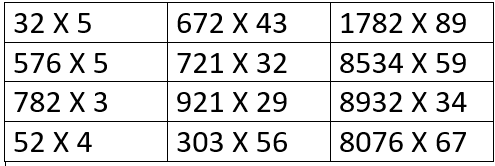 32 X 5 672 X 43 1782 X 89
576 X 5 721 X 32 8534 X 59
782 X 3 921 X 29 8932 X 34
52 X 4 303 X 56 8076 X 67